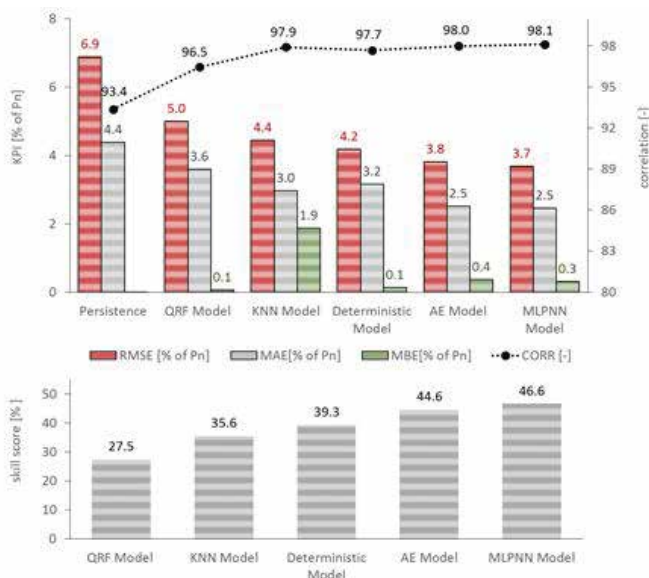 KPI [% of Pn]
correlation [-]
8
6
4
2
0
98
95
92
89
86
83
80
6.9
4.4
93.4
5.0
3.6
0.1
96.5
4.4
3.0
1.9
97.9
4.2
3.2
0.1
97.7
3.8
2.5
0.4
98.0
3.7
2.5
0.3
98.1
Persistence
QRF Model
KNN Model
Deterministic
Model
AE Model
MLPNN
Model
RMSE [% of Pn]
MAE[% of Pn]
MBE[% of Pn]
CORR [-]
skill score [% ]
50
40
30
20
10
0
27.5
35.6
39.3
44.6
46.6
QRF Model
KNN Model
Deterministic
Model
AE Model
MLPNN Model